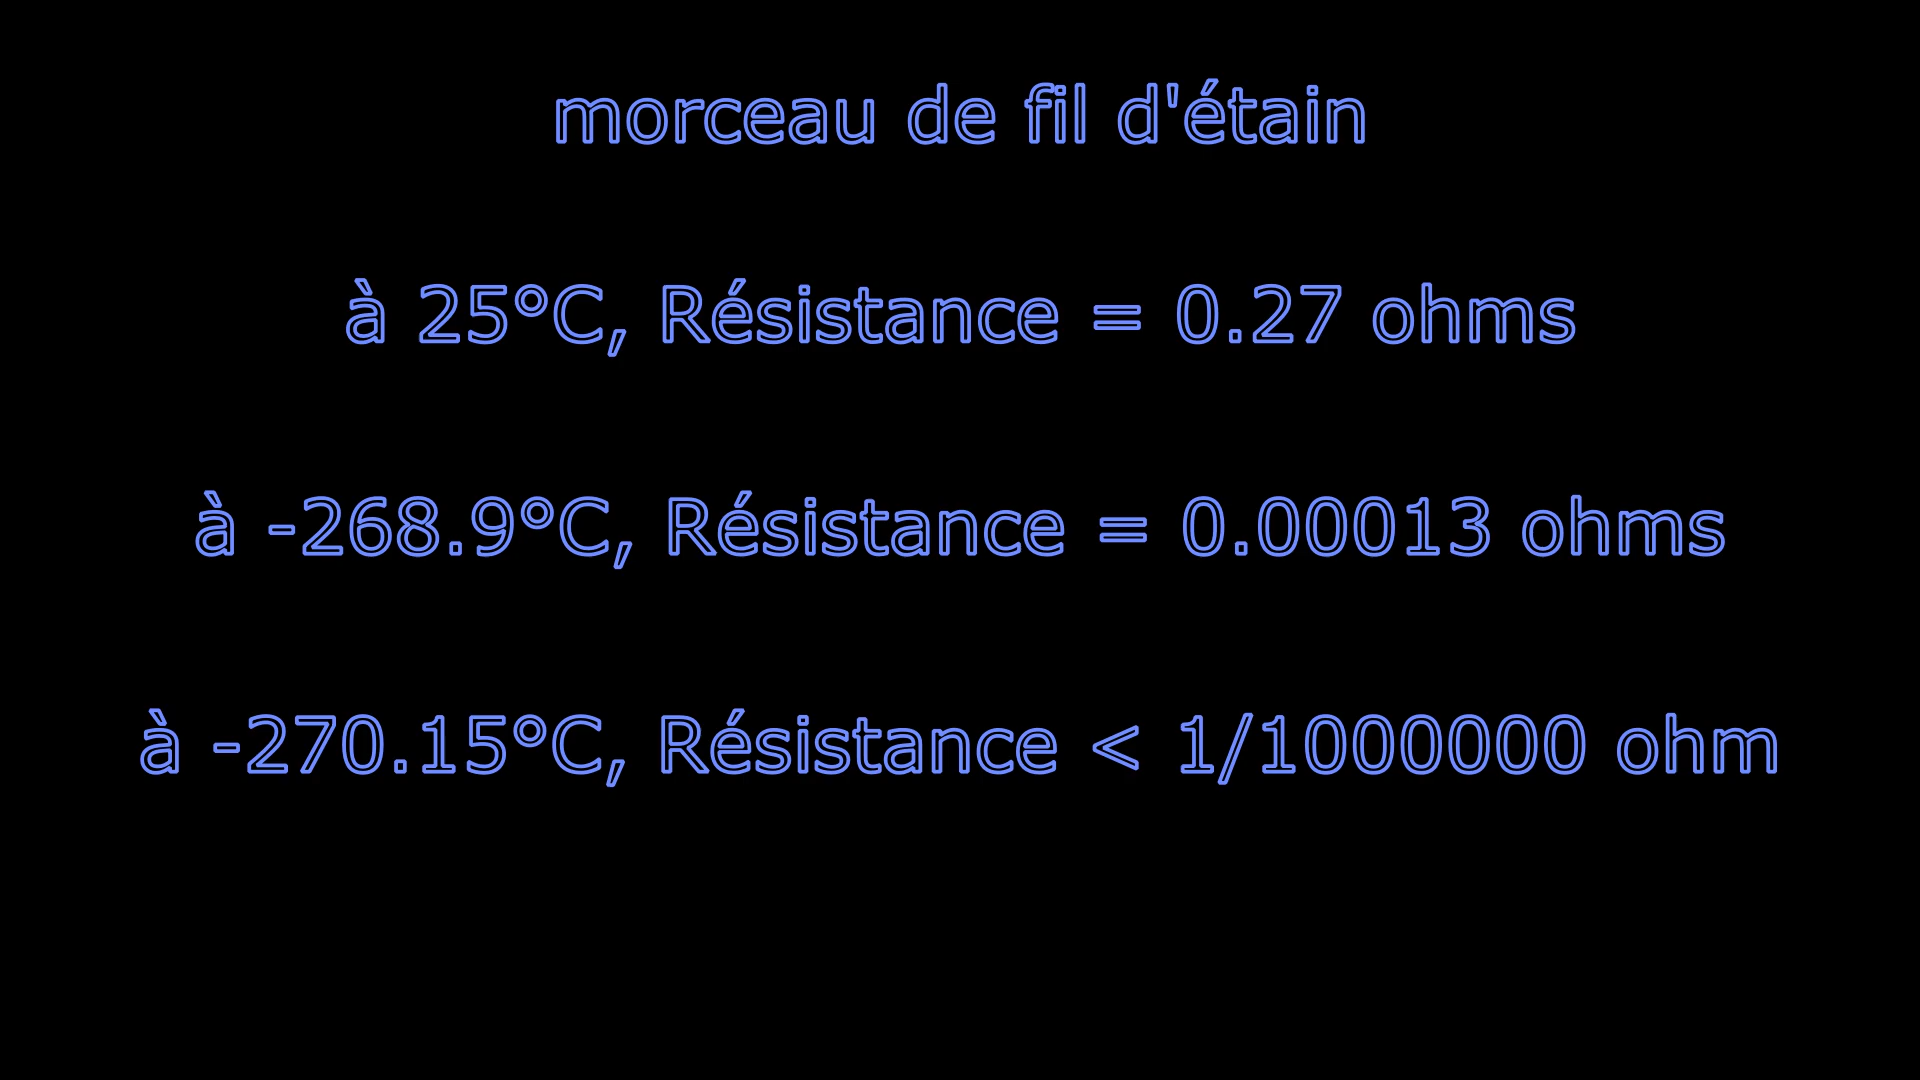 morceau de fil d'étain
à 25°C, Résistance = 0.27 ohms
à -268.9°C, Résistance = 0.00013 ohms
à -270.15°C, Résistance < 1/1000000 ohm